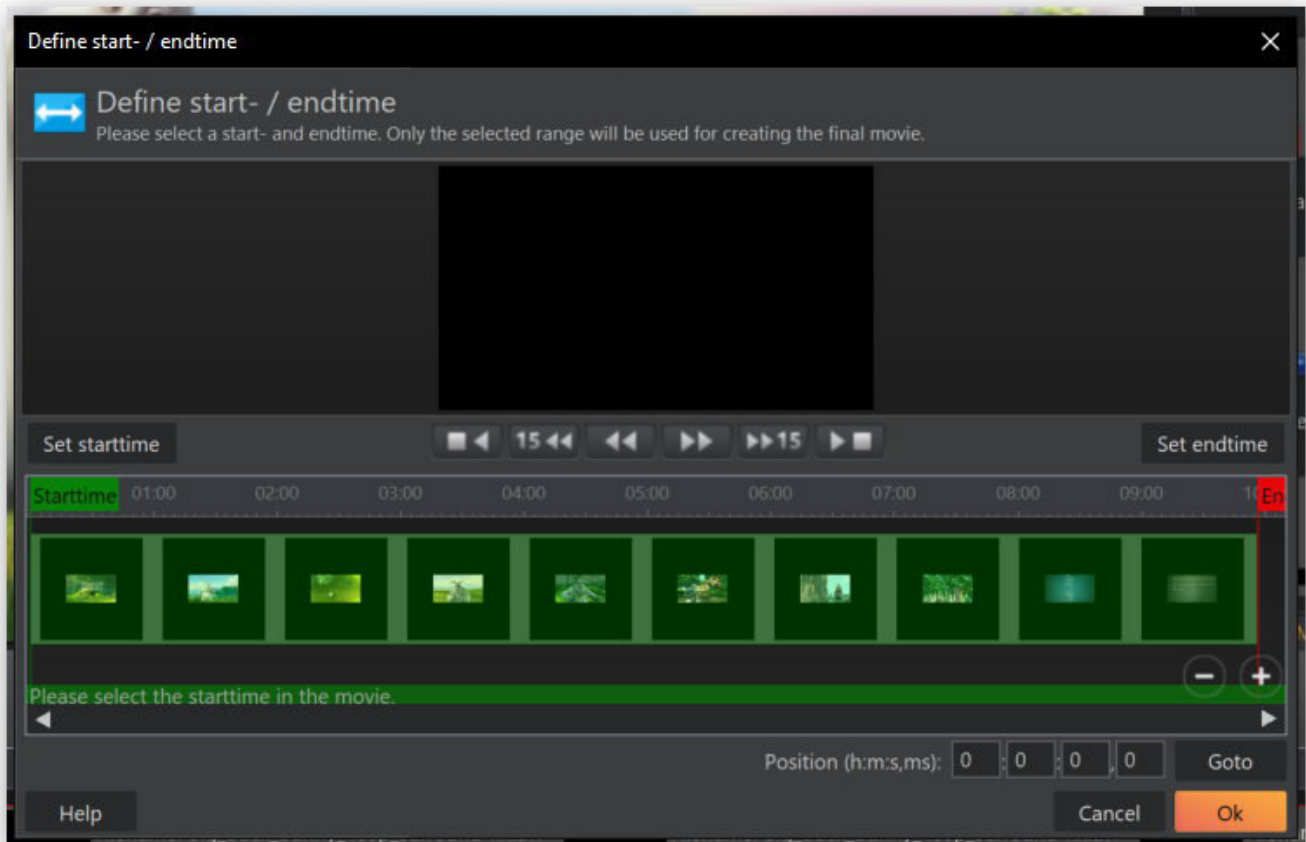 Define start- / endtime
Define start- / endtime
Please select a start- and endtime. Only the selected range will be used for creating the final movie.
Set starttime
15
15
Set endtime
Starttime 01:00 02:00 03:00 04:00 05:00 06:00 07:00 08:00 09:00 10 En
Please select the starttime in the movie.
Position (h:m:s,ms): 0 : 0 : 0 , 0 Goto
Help Cancel Ok